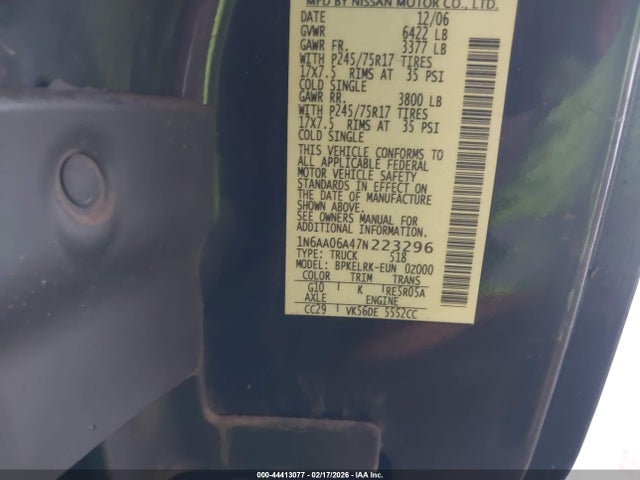 MFD BY NISSAN MOTOR CO., LTD.
DATE 12/06
GVWR 6422 LB
GAWR FR. 3377 LB
WITH P245/75R17 TIRES
17X7.5 RIMS AT 35 PSI
COLD SINGLE
GAWR RR. 3800 LB
WITH P245/75R17 TIRES
17X7.5 RIMS AT 35 PSI
COLD SINGLE
THIS VEHICLE CONFORMS TO
ALL APPLICABLE FEDERAL
MOTOR VEHICLE SAFETY
STANDARDS IN EFFECT ON
THE DATE OF MANUFACTURE
SHOWN ABOVE.
SEE OWNERS MANUAL FOR
ADDITIONAL INFORMATION
1N6AA06A47N223296
TYPE: TRUCK 518
MODEL: BPKELRK-EUN 0Z000
COLOR TRIM TRANS
G10 K RE5R05A
AXLE ENGINE
CC29 VK56DE 5552CC
000-44413077 - 02/17/2026 - IAAI.com